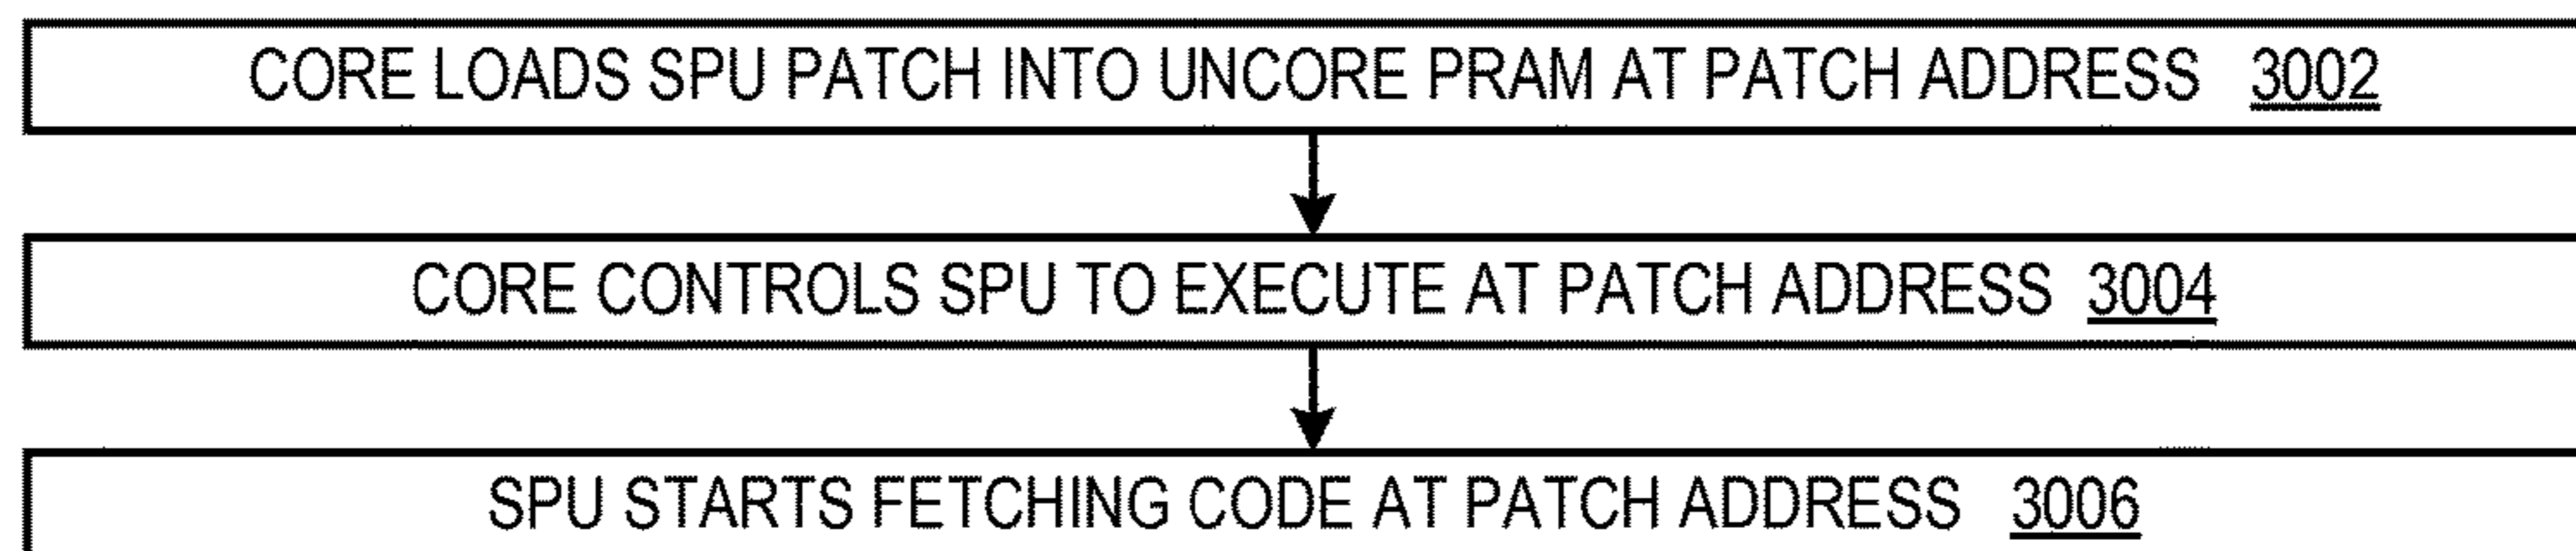 CORE LOADS SPU PATCH INTO UNCORE PRAM AT PATCH ADDRESS 3002
CORE CONTROLS SPU TO EXECUTE AT PATCH ADDRESS 3004
SPU STARTS FETCHING CODE AT PATCH ADDRESS 3006